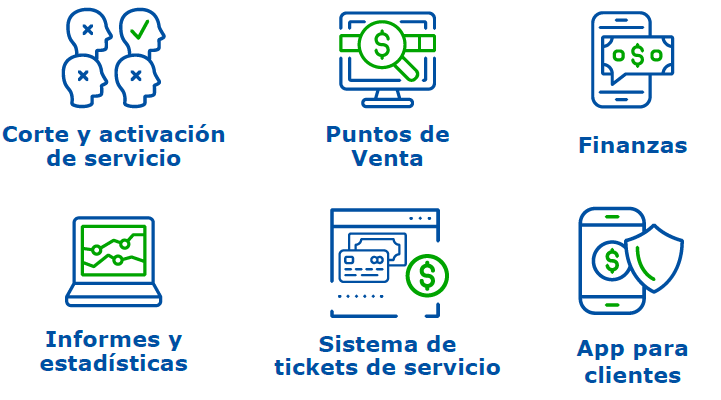 Corte y activación
de servicio
Puntos de
Venta
Finanzas
Informes y
estadísticas
Sistema de
tickets de servicio
App para
clientes